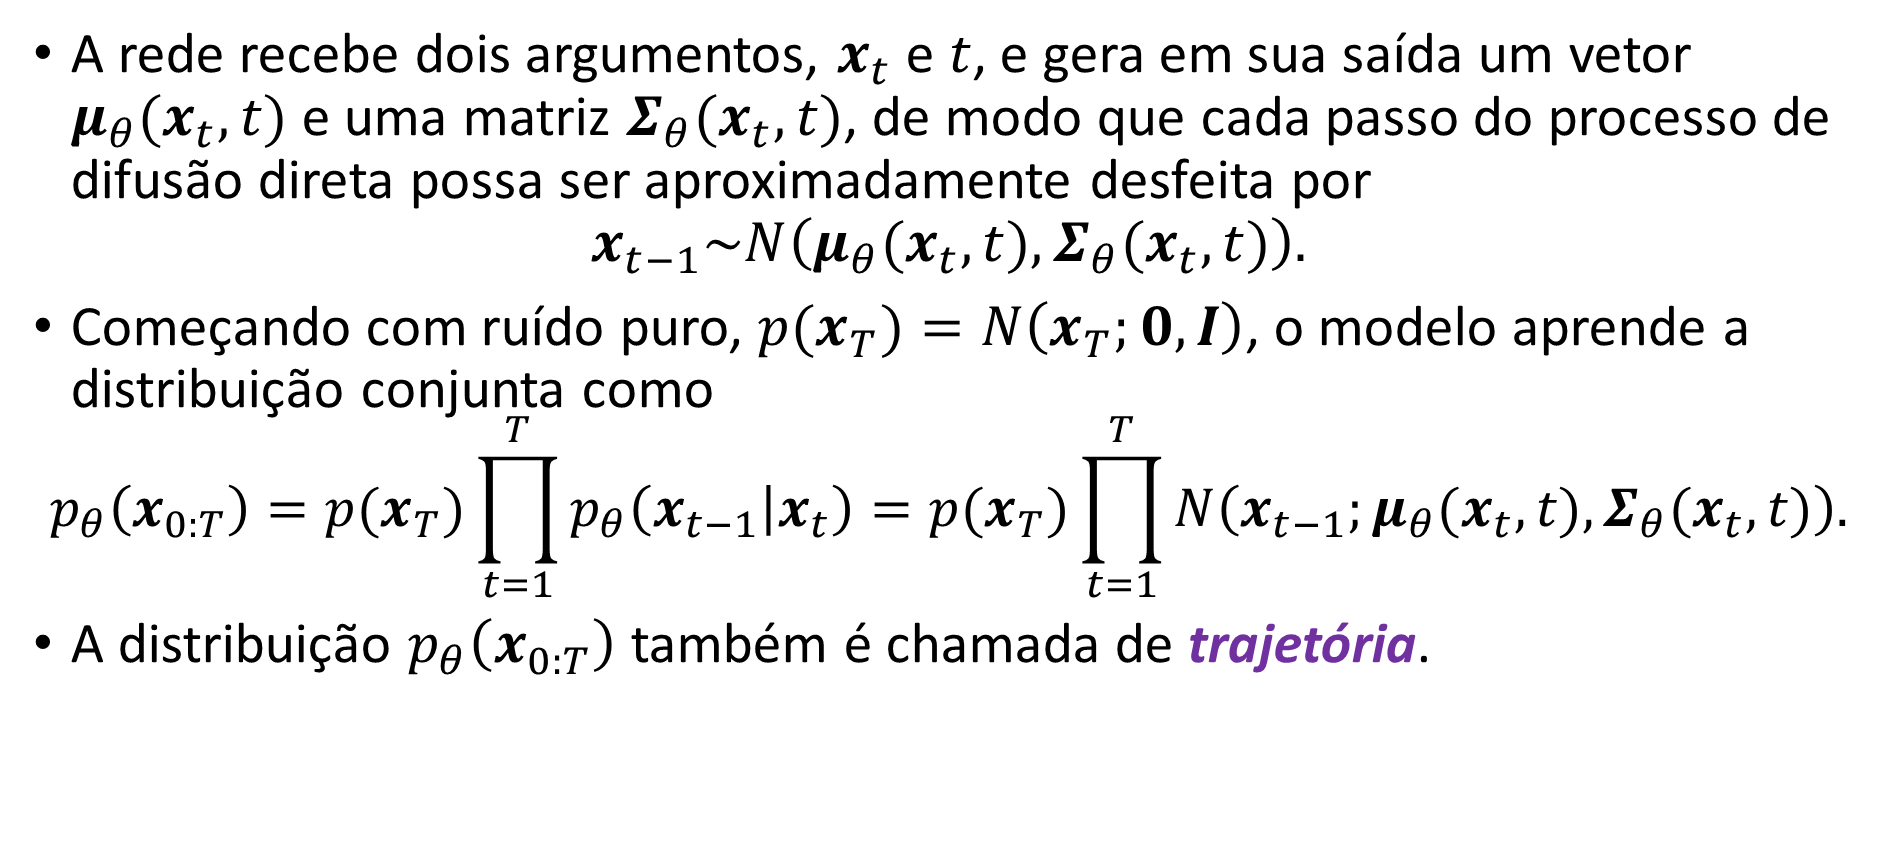 • A rede recebe dois argumentos, 𝒙ₜ e 𝑡, e gera em sua saída um vetor
𝝁_θ(𝒙ₜ, 𝑡) e uma matriz 𝜮_θ(𝒙ₜ, 𝑡), de modo que cada passo do processo de
difusão direta possa ser aproximadamente desfeita por
𝒙_{t−1}~N(𝝁_θ(𝒙ₜ, 𝑡), 𝜮_θ(𝒙ₜ, 𝑡)).
• Começando com ruído puro, p(𝒙_T) = N(𝒙_T; 𝟎, 𝑰), o modelo aprende a
distribuição conjunta como
p_θ(𝒙_{0:T}) = p(𝒙_T) ∏_{t=1}^{T} p_θ(𝒙_{t−1}|𝒙ₜ) = p(𝒙_T) ∏_{t=1}^{T} N(𝒙_{t−1}; 𝝁_θ(𝒙ₜ, 𝑡), 𝜮_θ(𝒙ₜ, 𝑡)).
• A distribuição p_θ(𝒙_{0:T}) também é chamada de trajetória.